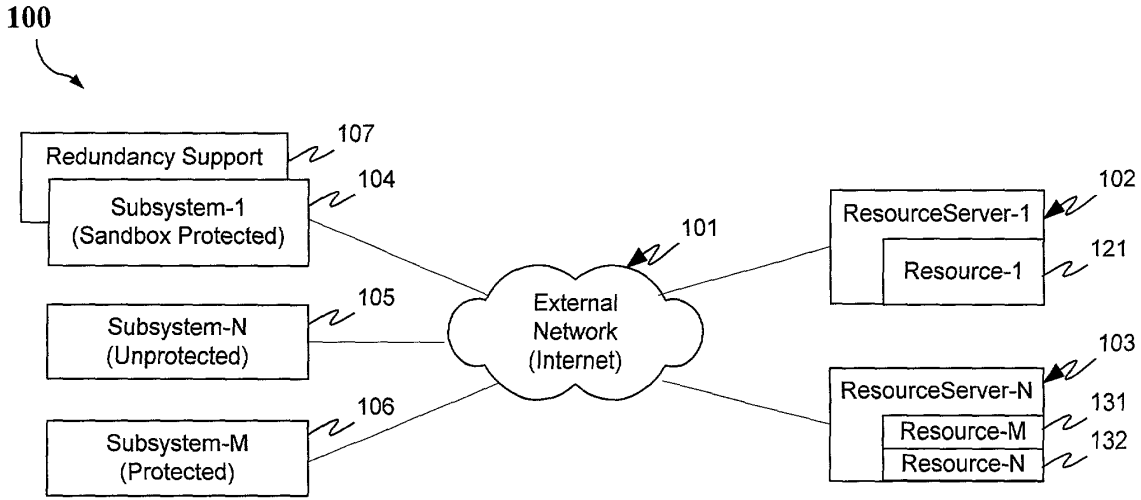 100
Redundancy Support
107
Subsystem-1
(Sandbox Protected)
104
Subsystem-N
(Unprotected)
105
Subsystem-M
(Protected)
106
External
Network
(Internet)
101
ResourceServer-1
102
Resource-1
121
ResourceServer-N
103
Resource-M
131
Resource-N
132